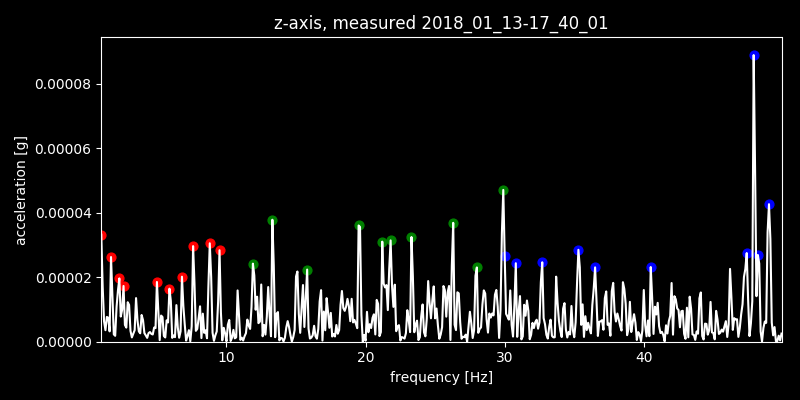 z-axis, measured 2018_01_13-17_40_01
acceleration [g]
0.00008
0.00006
0.00004
0.00002
0.00000
10 20 30 40
frequency [Hz]